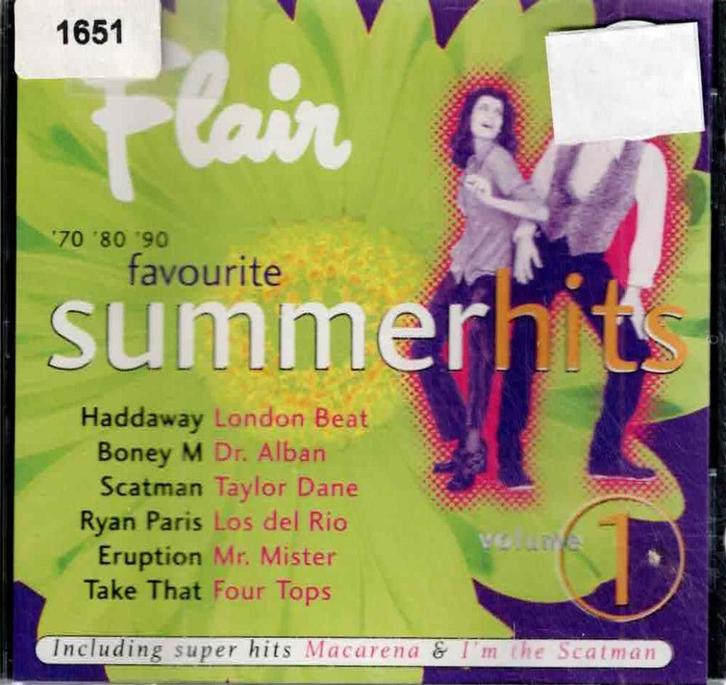 1651
Flair
'70 '80 '90
favourite
summerhits
Haddaway London Beat
Boney M Dr. Alban
Scatman Taylor Dane
Ryan Paris Los del Rio
Eruption Mr. Mister
Take That Four Tops
volume 1
Including super hits Macarena & I'm the Scatman